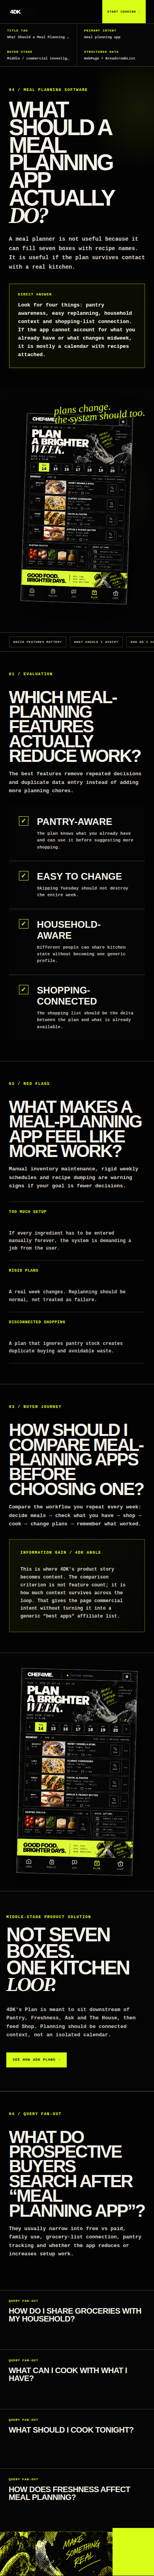 4DK
START COOKING
TITLE TAG
What Should a Meal Planning
PRIMARY INTENT
meal planning app
BUYER STAGE
Middle / commercial investig…
STRUCTURED DATA
WebPage + BreadcrumbList
04 / MEAL PLANNING SOFTWARE
WHAT
SHOULD A
MEAL
PLANNING
APP
ACTUALLY
DO?
A meal planner is not useful because it
can fill seven boxes with recipe names.
It is useful if the plan survives contact
with a real kitchen.
DIRECT ANSWER
Look for four things: pantry
awareness, easy replanning, household
context and shopping-list connection.
If the app cannot account for what you
already have or what changes midweek,
it is mostly a calendar with recipes
attached.
plans change.
the system should too.
CHEF4ME.
PLAN
A BRIGHTER
WEEK.
14 15 16 17 18 19 20
GOOD FOOD,
BRIGHTER DAYS.
WHICH FEATURES MATTER?
WHAT SHOULD I AVOID?
HOW DO I
01 / EVALUATION
WHICH MEAL-
PLANNING
FEATURES
ACTUALLY
REDUCE WORK?
The best features remove repeated decisions
and duplicate data entry instead of adding
more planning chores.
✓
PANTRY-AWARE
The plan knows what you already have
and can use it before suggesting more
shopping.
✓
EASY TO CHANGE
Skipping Tuesday should not destroy
the entire week.
✓
HOUSEHOLD-
AWARE
Different people can share kitchen
state without becoming one generic
profile.
✓
SHOPPING-
CONNECTED
The shopping list should be the delta
between the plan and what is already
available.
02 / RED FLAGS
WHAT MAKES A
MEAL-PLANNING
APP FEEL LIKE
MORE WORK?
Manual inventory maintenance, rigid weekly
schedules and recipe dumping are warning
signs if your goal is fewer decisions.
TOO MUCH SETUP
If every ingredient has to be entered
manually forever, the system is demanding a
job from the user.
RIGID PLANS
A real week changes. Replanning should be
normal, not treated as failure.
DISCONNECTED SHOPPING
A plan that ignores pantry stock creates
duplicate buying and avoidable waste.
03 / BUYER JOURNEY
HOW SHOULD I
COMPARE MEAL-
PLANNING APPS
BEFORE
CHOOSING ONE?
Compare the workflow you repeat every week:
decide meals → check what you have → shop →
cook → change plans → remember what worked.
INFORMATION GAIN / 4DK ANGLE
This is where 4DK's product story
becomes content. The comparison
criterion is not feature count; it is
how much context survives across the
loop. That gives the page commercial
intent without turning it into a
generic “best apps” affiliate list.
CHEF4ME.
PLAN
A BRIGHTER
WEEK.
14 15 16 17 18 19 20
GOOD FOOD,
BRIGHTER DAYS.
MIDDLE-STAGE PRODUCT SOLUTION
NOT SEVEN
BOXES.
ONE KITCHEN
LOOP.
4DK's Plan is meant to sit downstream of
Pantry, Freshness, Ask and The House, then
feed Shop. Planning should be connected
context, not an isolated calendar.
SEE HOW 4DK PLANS
04 / QUERY FAN-OUT
WHAT DO
PROSPECTIVE
BUYERS
SEARCH AFTER
“MEAL
PLANNING APP”?
They usually narrow into free vs paid,
family use, grocery-list connection, pantry
tracking and whether the app reduces or
increases setup work.
QUERY FAN-OUT
HOW DO I SHARE GROCERIES WITH
MY HOUSEHOLD?
QUERY FAN-OUT
WHAT CAN I COOK WITH WHAT I
HAVE?
QUERY FAN-OUT
WHAT SHOULD I COOK TONIGHT?
QUERY FAN-OUT
HOW DOES FRESHNESS AFFECT
MEAL PLANNING?
MAKE
SOMETHING
REAL.